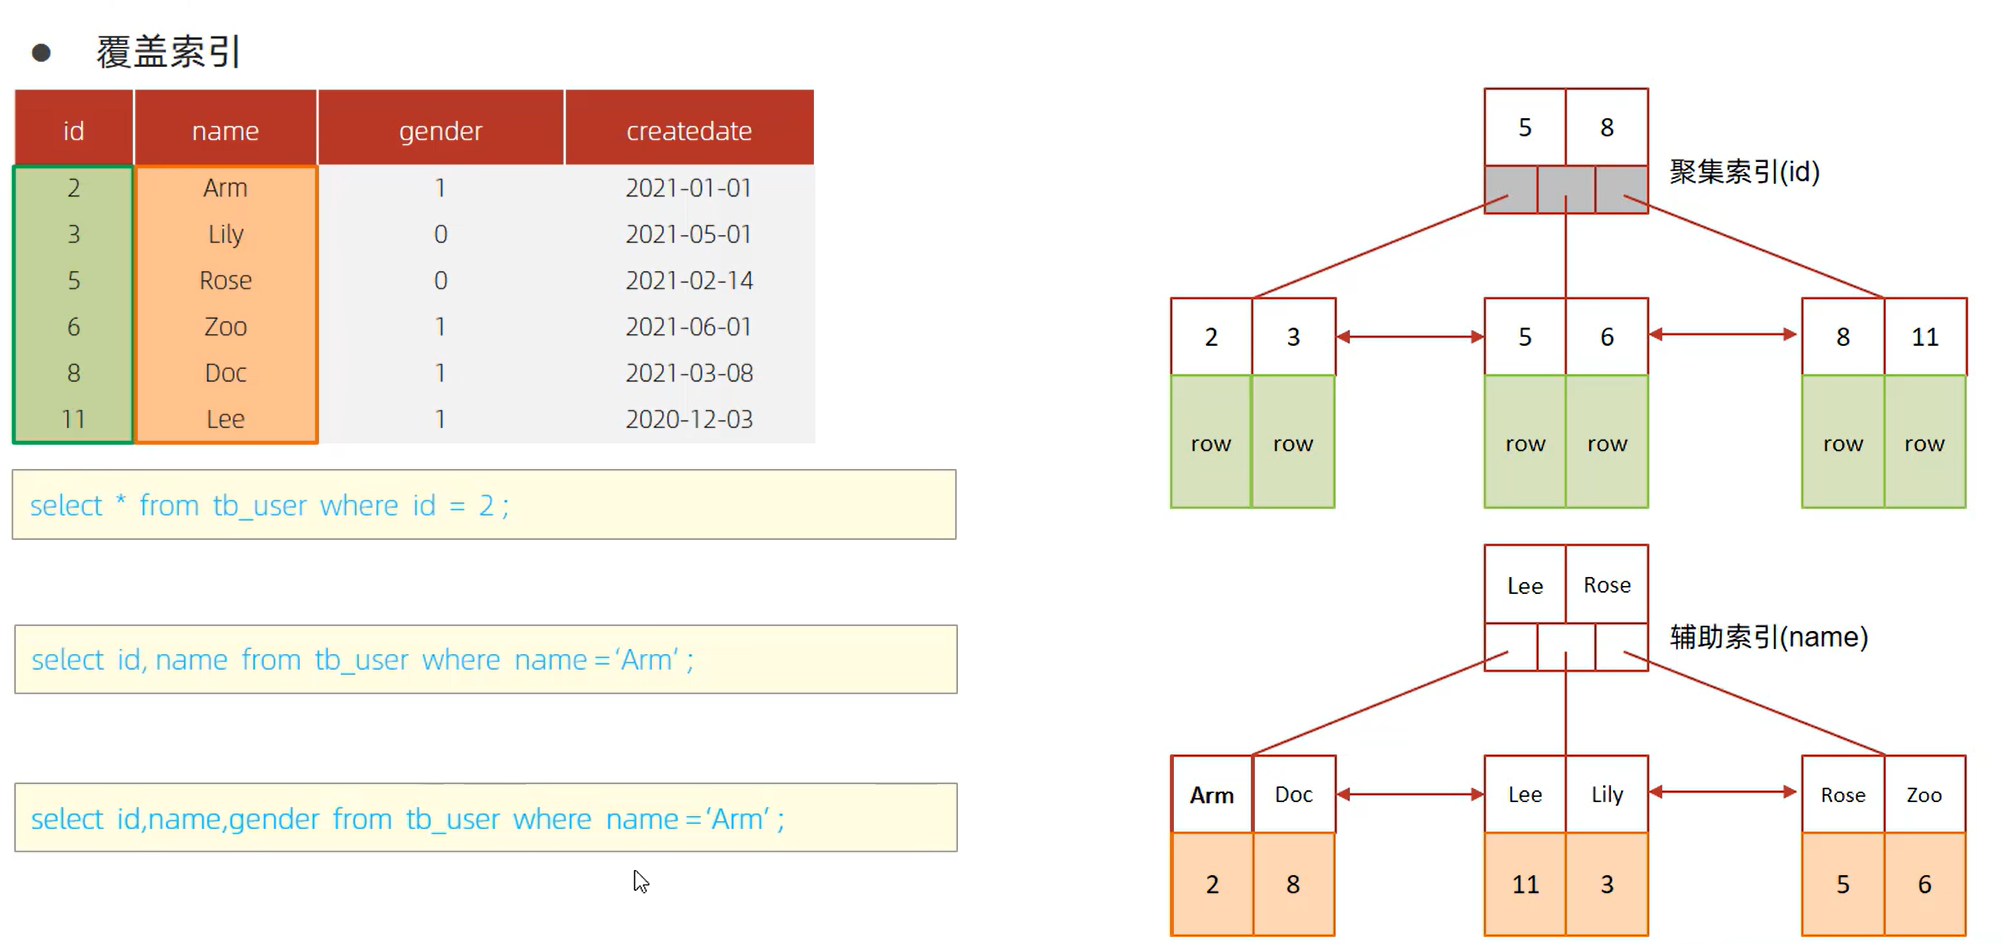 ● 覆盖索引
id name gender createdate
2 Arm 1 2021-01-01
3 Lily 0 2021-05-01
5 Rose 0 2021-02-14
6 Zoo 1 2021-06-01
8 Doc 1 2021-03-08
11 Lee 1 2020-12-03
select * from tb_user where id = 2 ;
select id, name from tb_user where name = ‘Arm’ ;
select id,name,gender from tb_user where name = ‘Arm’ ;
5 8
聚集索引(id)
2 3 5 6 8 11
row row row row row row
Lee Rose
辅助索引(name)
Arm Doc Lee Lily Rose Zoo
2 8 11 3 5 6